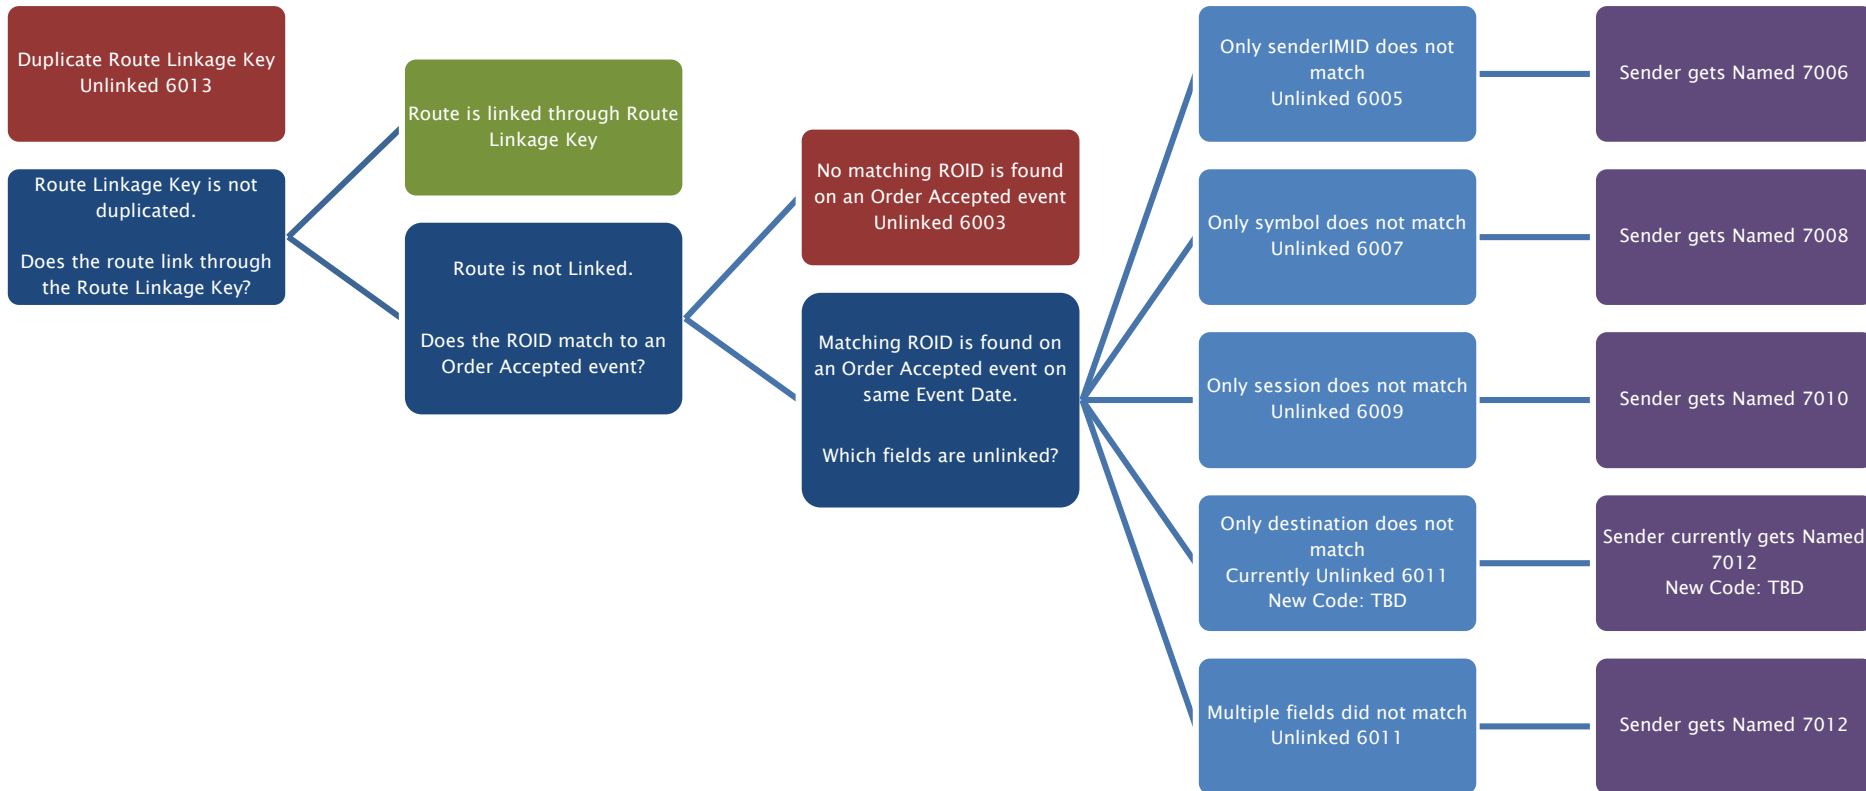 Duplicate Route Linkage Key
Unlinked 6013
Route Linkage Key is not
duplicated.
Does the route link through
the Route Linkage Key?
Route is linked through Route
Linkage Key
Route is not Linked.
Does the ROID match to an
Order Accepted event?
No matching ROID is found
on an Order Accepted event
Unlinked 6003
Matching ROID is found on
an Order Accepted event on
same Event Date.
Which fields are unlinked?
Only senderIMID does not
match
Unlinked 6005
Sender gets Named 7006
Only symbol does not match
Unlinked 6007
Sender gets Named 7008
Only session does not match
Unlinked 6009
Sender gets Named 7010
Only destination does not
match
Currently Unlinked 6011
New Code: TBD
Sender currently gets Named
7012
New Code: TBD
Multiple fields did not match
Unlinked 6011
Sender gets Named 7012